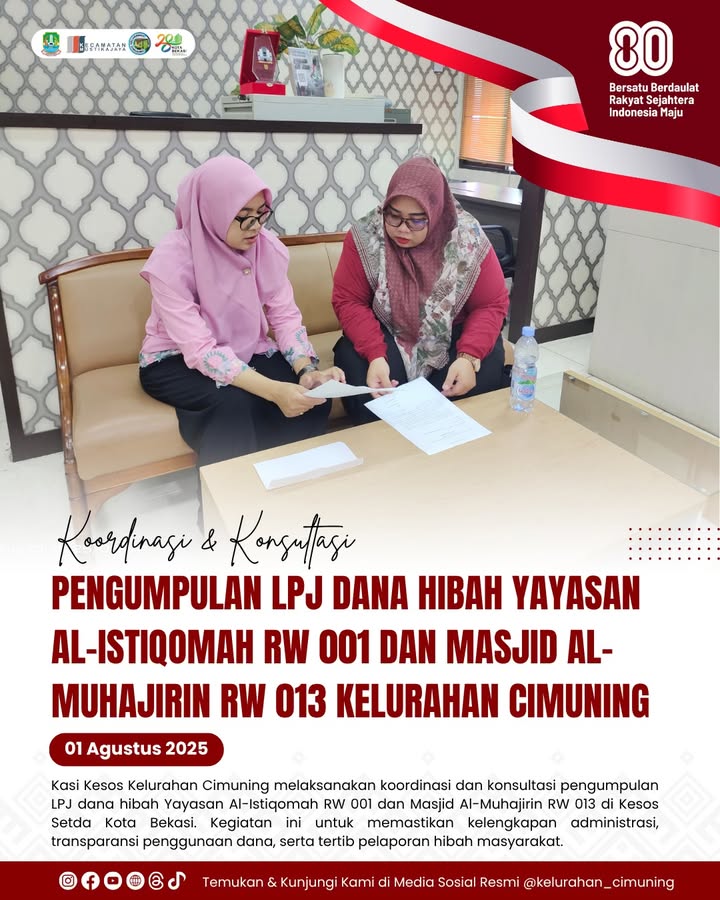 KECAMATAN
MUSTIKAJAYA
KOTA
BEKASI
80
Bersatu Berdaulat
Rakyat Sejahtera
Indonesia Maju
Koordinasi & Konsultasi
PENGUMPULAN LPJ DANA HIBAH YAYASAN
AL-ISTIQOMAH RW 001 DAN MASJID AL-
MUHAJIRIN RW 013 KELURAHAN CIMUNING
01 Agustus 2025
Kasi Kesos Kelurahan Cimuning melaksanakan koordinasi dan konsultasi pengumpulan
LPJ dana hibah Yayasan Al-Istiqomah RW 001 dan Masjid Al-Muhajirin RW 013 di Kesos
Setda Kota Bekasi. Kegiatan ini untuk memastikan kelengkapan administrasi,
transparansi penggunaan dana, serta tertib pelaporan hibah masyarakat.
Temukan & Kunjungi Kami di Media Sosial Resmi @kelurahan_cimuning